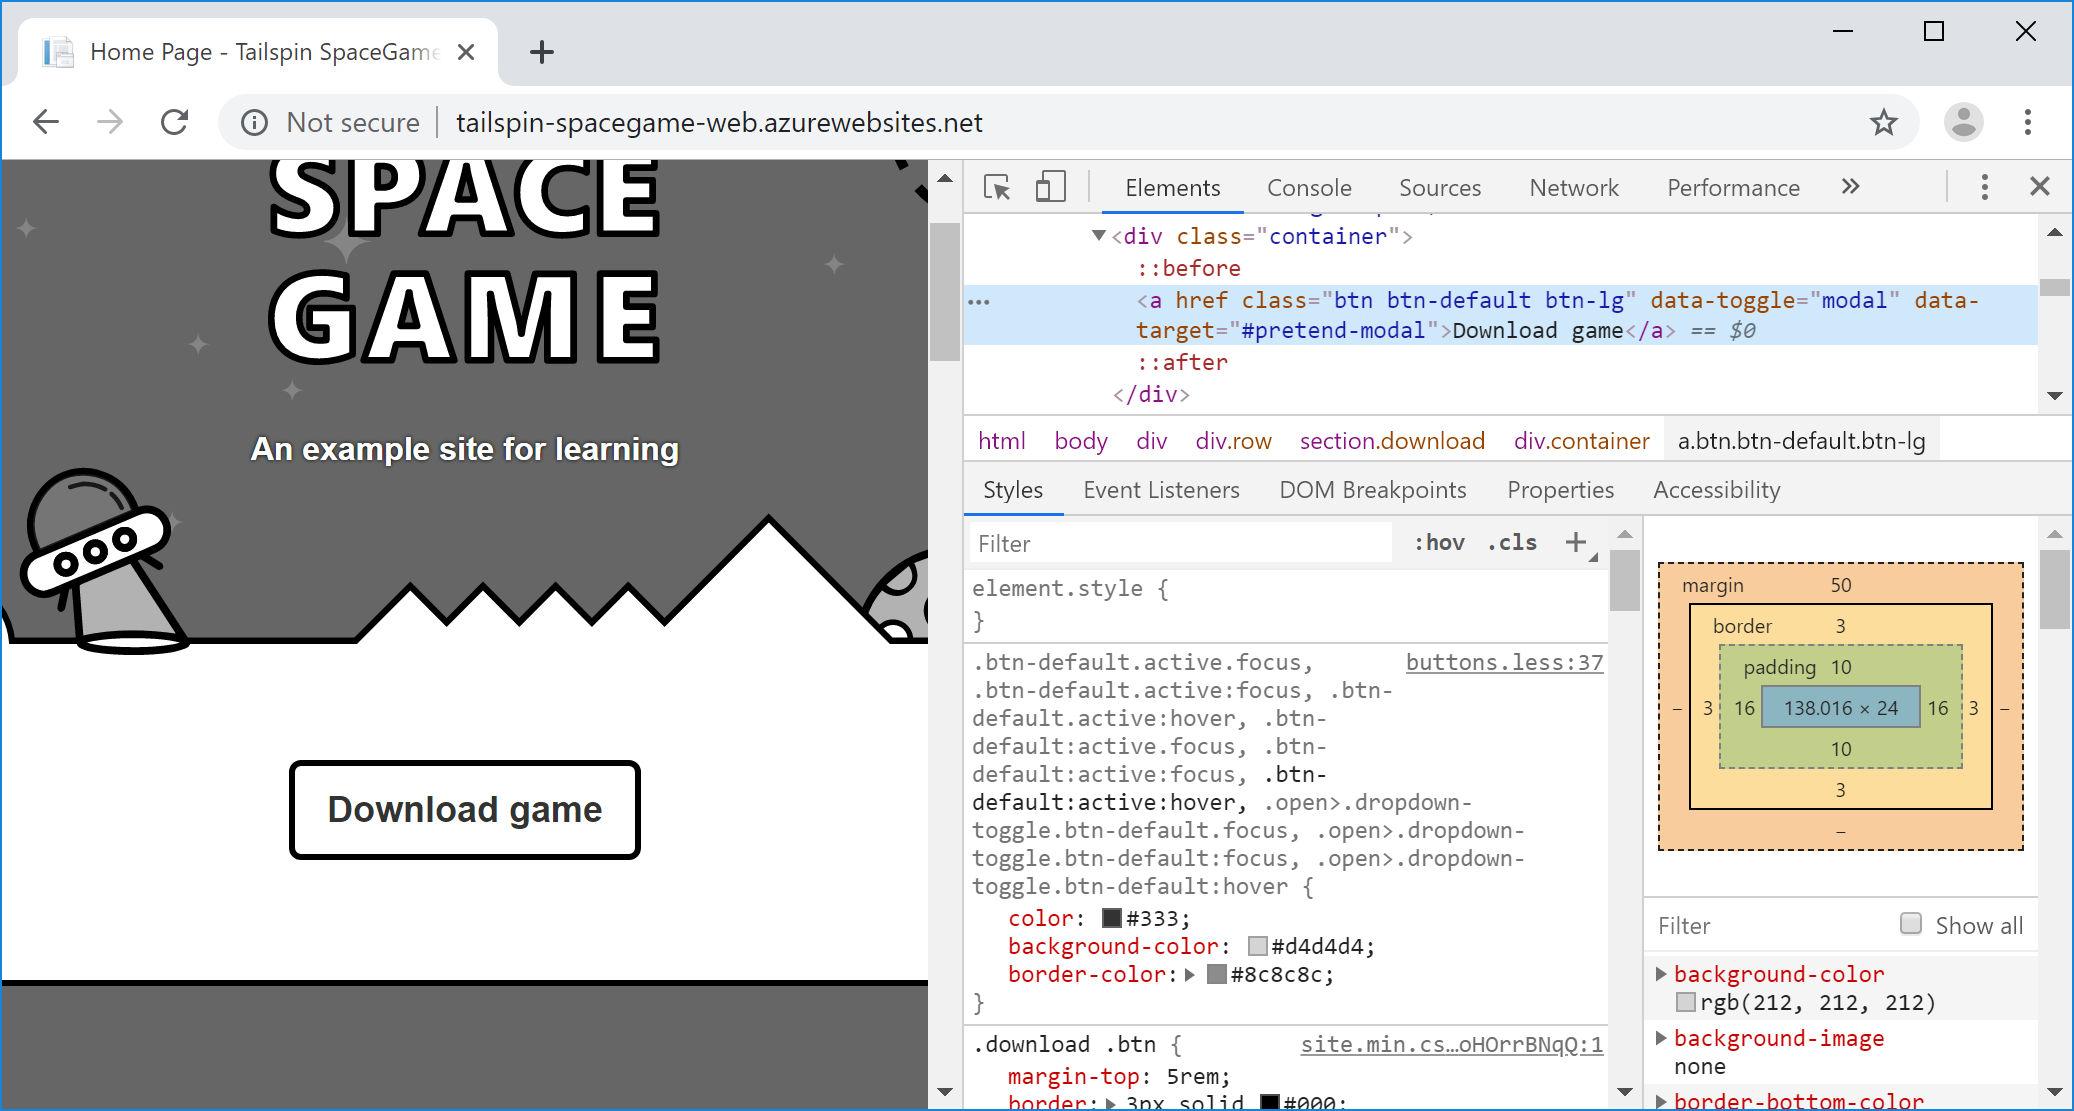 Home Page - Tailspin SpaceGame
Not secure | tailspin-spacegame-web.azurewebsites.net
SPACE
GAME
An example site for learning
Download game
Elements Console Sources Network Performance »
<div class="container">
::before
<a href class="btn btn-default btn-lg" data-toggle="modal" data-
target="#pretend-modal">Download game</a> == $0
::after
</div>
html body div div.row section.download div.container a.btn.btn-default.btn-lg
Styles Event Listeners DOM Breakpoints Properties Accessibility
Filter :hov .cls +
element.style {
}
.btn-default.active.focus, buttons.less:37
.btn-default.active:focus, .btn-
default.active:hover, .btn-
default:active.focus, .btn-
default:active:focus, .btn-
default:active:hover, .open>.dropdown-
toggle.btn-default.focus, .open>.dropdown-
toggle.btn-default:focus, .open>.dropdown-
toggle.btn-default:hover {
color: #333;
background-color: #d4d4d4;
border-color: #8c8c8c;
}
.download .btn { site.min.cs…oHOrrBNqQ:1
margin-top: 5rem;
border: 3px solid #000;
margin 50
border 3
padding 10
– 3 16 138.016 × 24 16 3 –
10
3
–
Filter Show all
background-color
rgb(212, 212, 212)
background-image
none
border-bottom-color